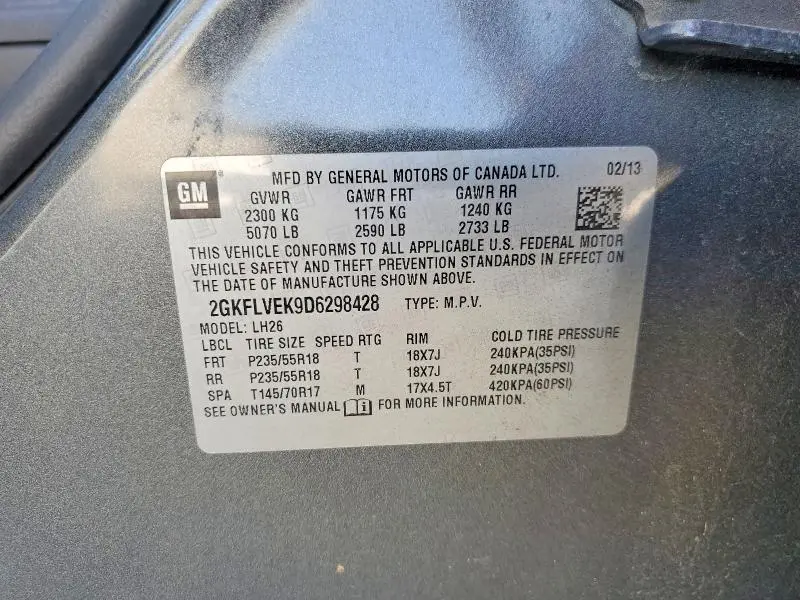 GM ® MFD BY GENERAL MOTORS OF CANADA LTD. 02/13
GVWR GAWR FRT GAWR RR
2300 KG 1175 KG 1240 KG
5070 LB 2590 LB 2733 LB
THIS VEHICLE CONFORMS TO ALL APPLICABLE U.S. FEDERAL MOTOR
VEHICLE SAFETY AND THEFT PREVENTION STANDARDS IN EFFECT ON
THE DATE OF MANUFACTURE SHOWN ABOVE.
2GKFLVEK9D6298428 TYPE: M.P.V.
MODEL: LH26
LBCL TIRE SIZE SPEED RTG RIM COLD TIRE PRESSURE
FRT P235/55R18 T 18X7J 240KPA(35PSI)
RR P235/55R18 T 18X7J 240KPA(35PSI)
SPA T145/70R17 M 17X4.5T 420KPA(60PSI)
SEE OWNER'S MANUAL i FOR MORE INFORMATION.